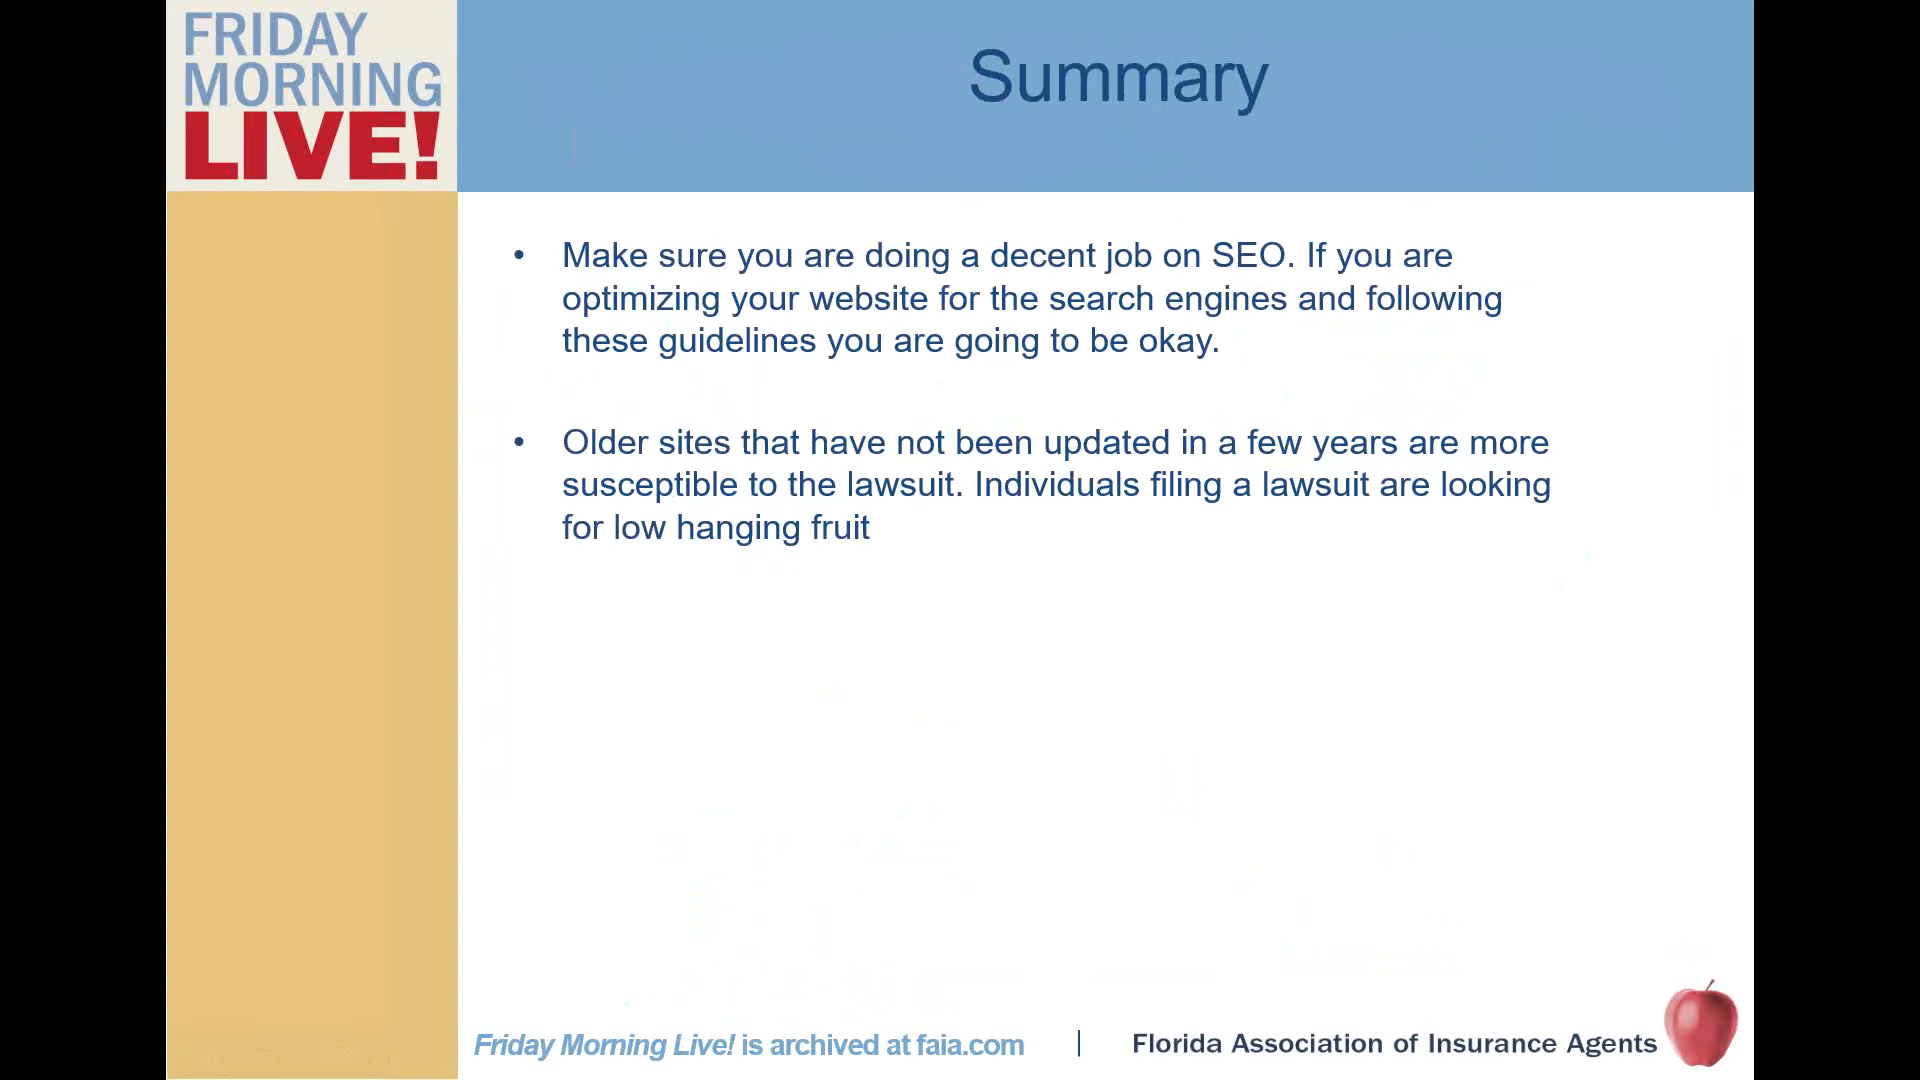 FRIDAY
MORNING
LIVE!
Summary
• Make sure you are doing a decent job on SEO. If you are
optimizing your website for the search engines and following
these guidelines you are going to be okay.
• Older sites that have not been updated in a few years are more
susceptible to the lawsuit. Individuals filing a lawsuit are looking
for low hanging fruit
Friday Morning Live! is archived at faia.com | Florida Association of Insurance Agents